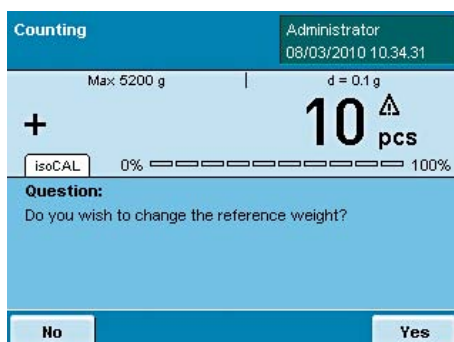 Counting
Administrator
08/03/2010 10.34.31
Max 5200 g
d = 0.1 g
+ 10 pcs
isoCAL
0% 100%
Question:
Do you wish to change the reference weight?
No
Yes